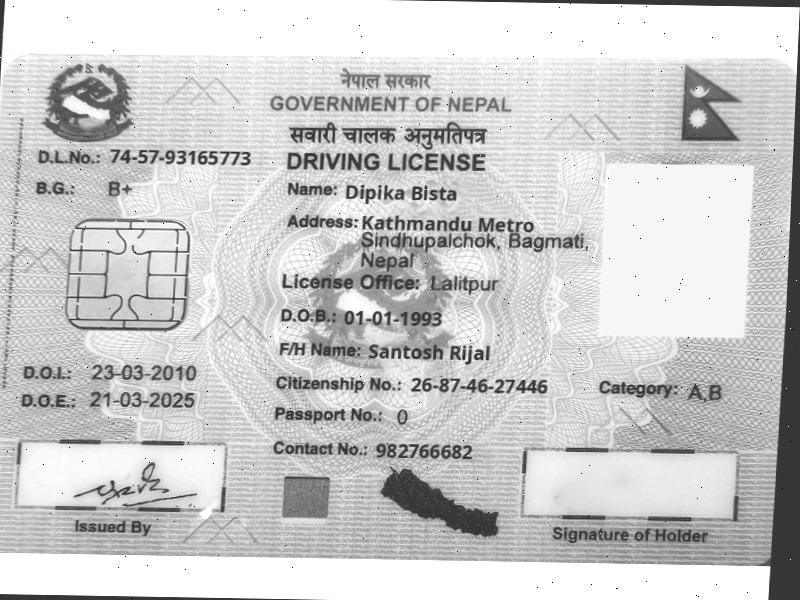 नेपाल सरकार
GOVERNMENT OF NEPAL
सवारी चालक अनुमतिपत्र
DRIVING LICENSE
D.L.No.: 74-57-93165773
B.G.: B+
Name: Dipika Bista
Address: Kathmandu Metro
Sindhupalchok, Bagmati,
Nepal
License Office: Lalitpur
D.O.B.: 01-01-1993
F/H Name: Santosh Rijal
D.O.I.: 23-03-2010
Citizenship No.: 26-87-46-27446
Category: A,B
D.O.E.: 21-03-2025
Passport No.: 0
Contact No.: 982766682
Issued By
Signature of Holder